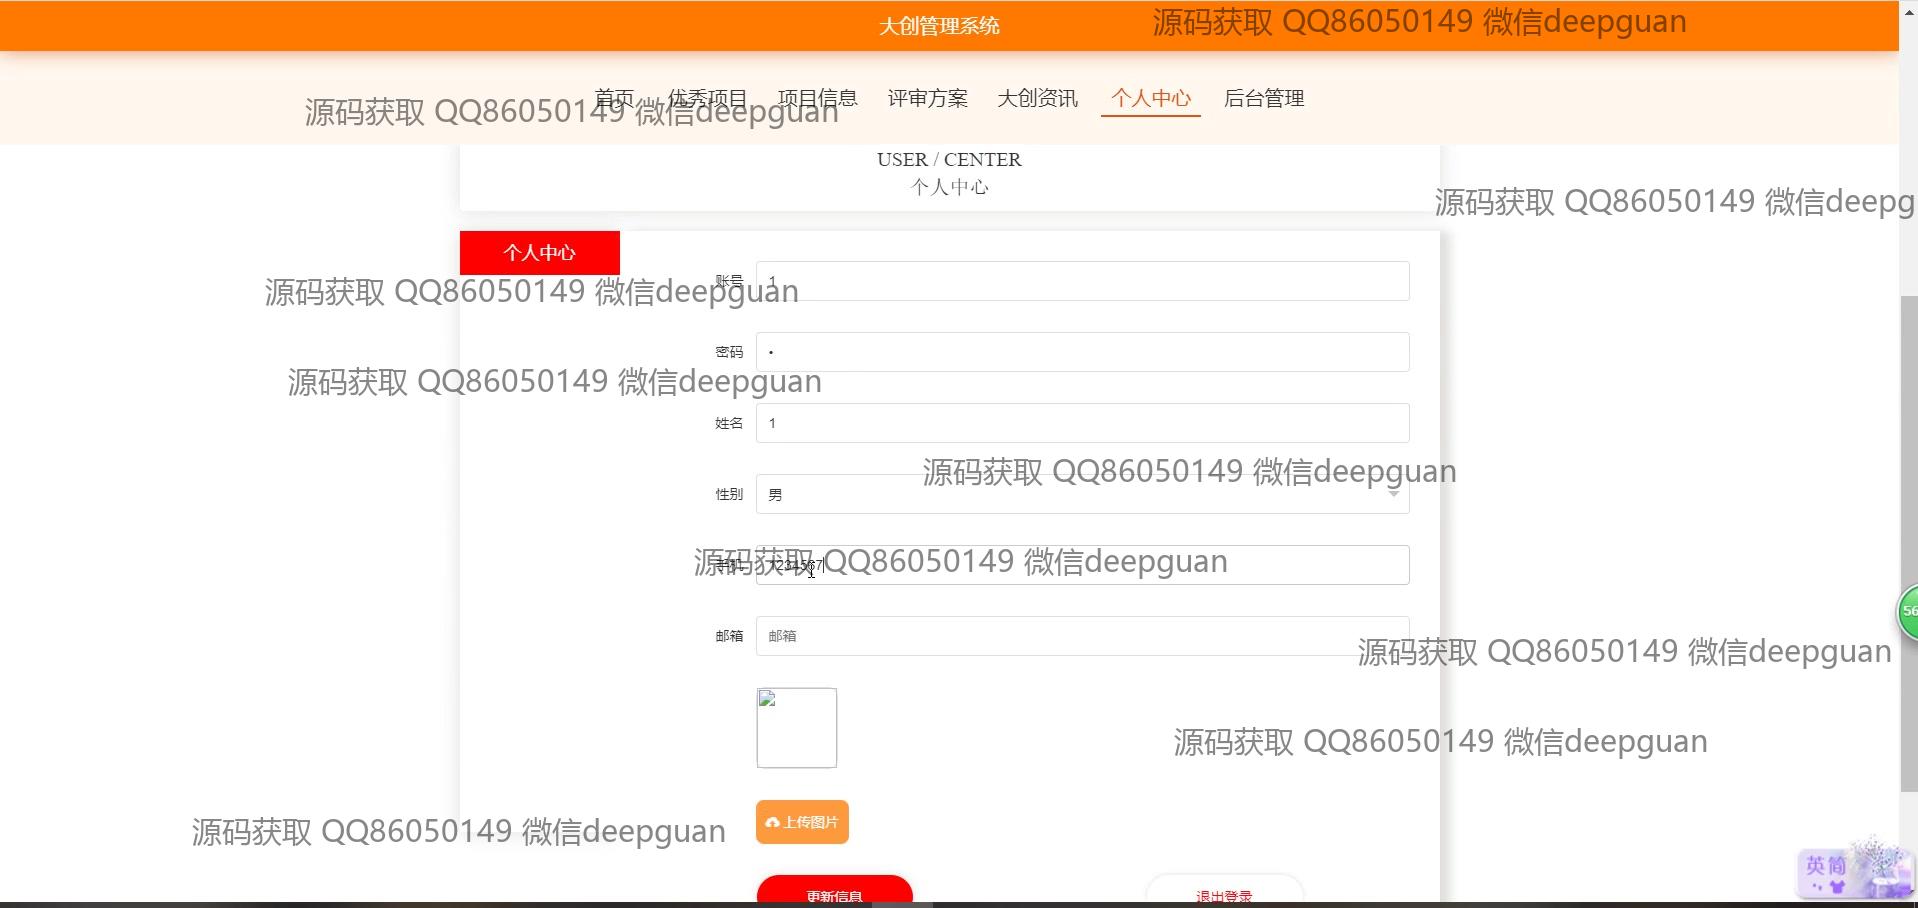 大创管理系统
源码获取 QQ86050149 微信deepguan
首页 优秀项目 项目信息 评审方案 大创资讯 个人中心 后台管理
源码获取 QQ86050149 微信deepguan
USER / CENTER
个人中心
源码获取 QQ86050149 微信deepg
个人中心
账号 1
源码获取 QQ86050149 微信deepguan
密码 •
源码获取 QQ86050149 微信deepguan
姓名 1
源码获取 QQ86050149 微信deepguan
性别 男
手机 1234567
源码获取 QQ86050149 微信deepguan
56
邮箱 邮箱
源码获取 QQ86050149 微信deepguan
源码获取 QQ86050149 微信deepguan
上传图片
源码获取 QQ86050149 微信deepguan
英简
更新信息 退出登录